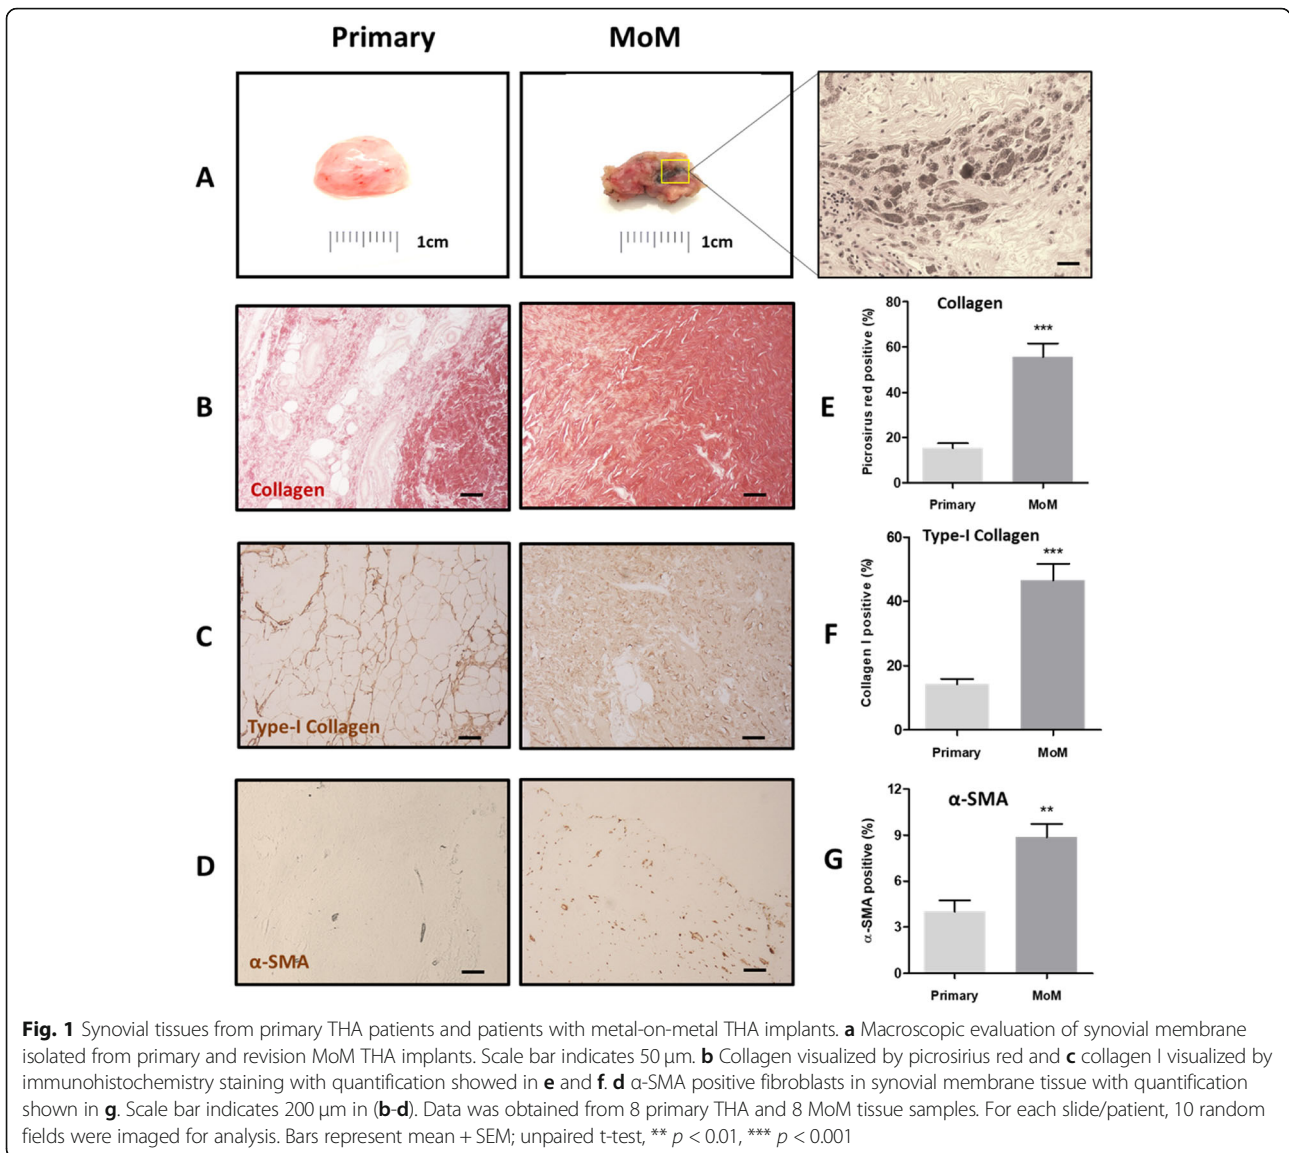 Primary
MoM
A
1cm
1cm
B
Collagen
E
Collagen
Picrosirus red positive (%)
80
60
40
20
0
***
Primary
MoM
C
Type-I Collagen
F
Type-I Collagen
Collagen I positive (%)
60
40
20
0
***
Primary
MoM
D
α-SMA
G
α-SMA
α-SMA positive (%)
12
9
6
3
0
**
Primary
MoM
Fig. 1 Synovial tissues from primary THA patients and patients with metal-on-metal THA implants. a Macroscopic evaluation of synovial membrane
isolated from primary and revision MoM THA implants. Scale bar indicates 50 μm. b Collagen visualized by picrosirius red and c collagen I visualized by
immunohistochemistry staining with quantification showed in e and f. d α-SMA positive fibroblasts in synovial membrane tissue with quantification
shown in g. Scale bar indicates 200 μm in (b-d). Data was obtained from 8 primary THA and 8 MoM tissue samples. For each slide/patient, 10 random
fields were imaged for analysis. Bars represent mean + SEM; unpaired t-test, ** p < 0.01, *** p < 0.001